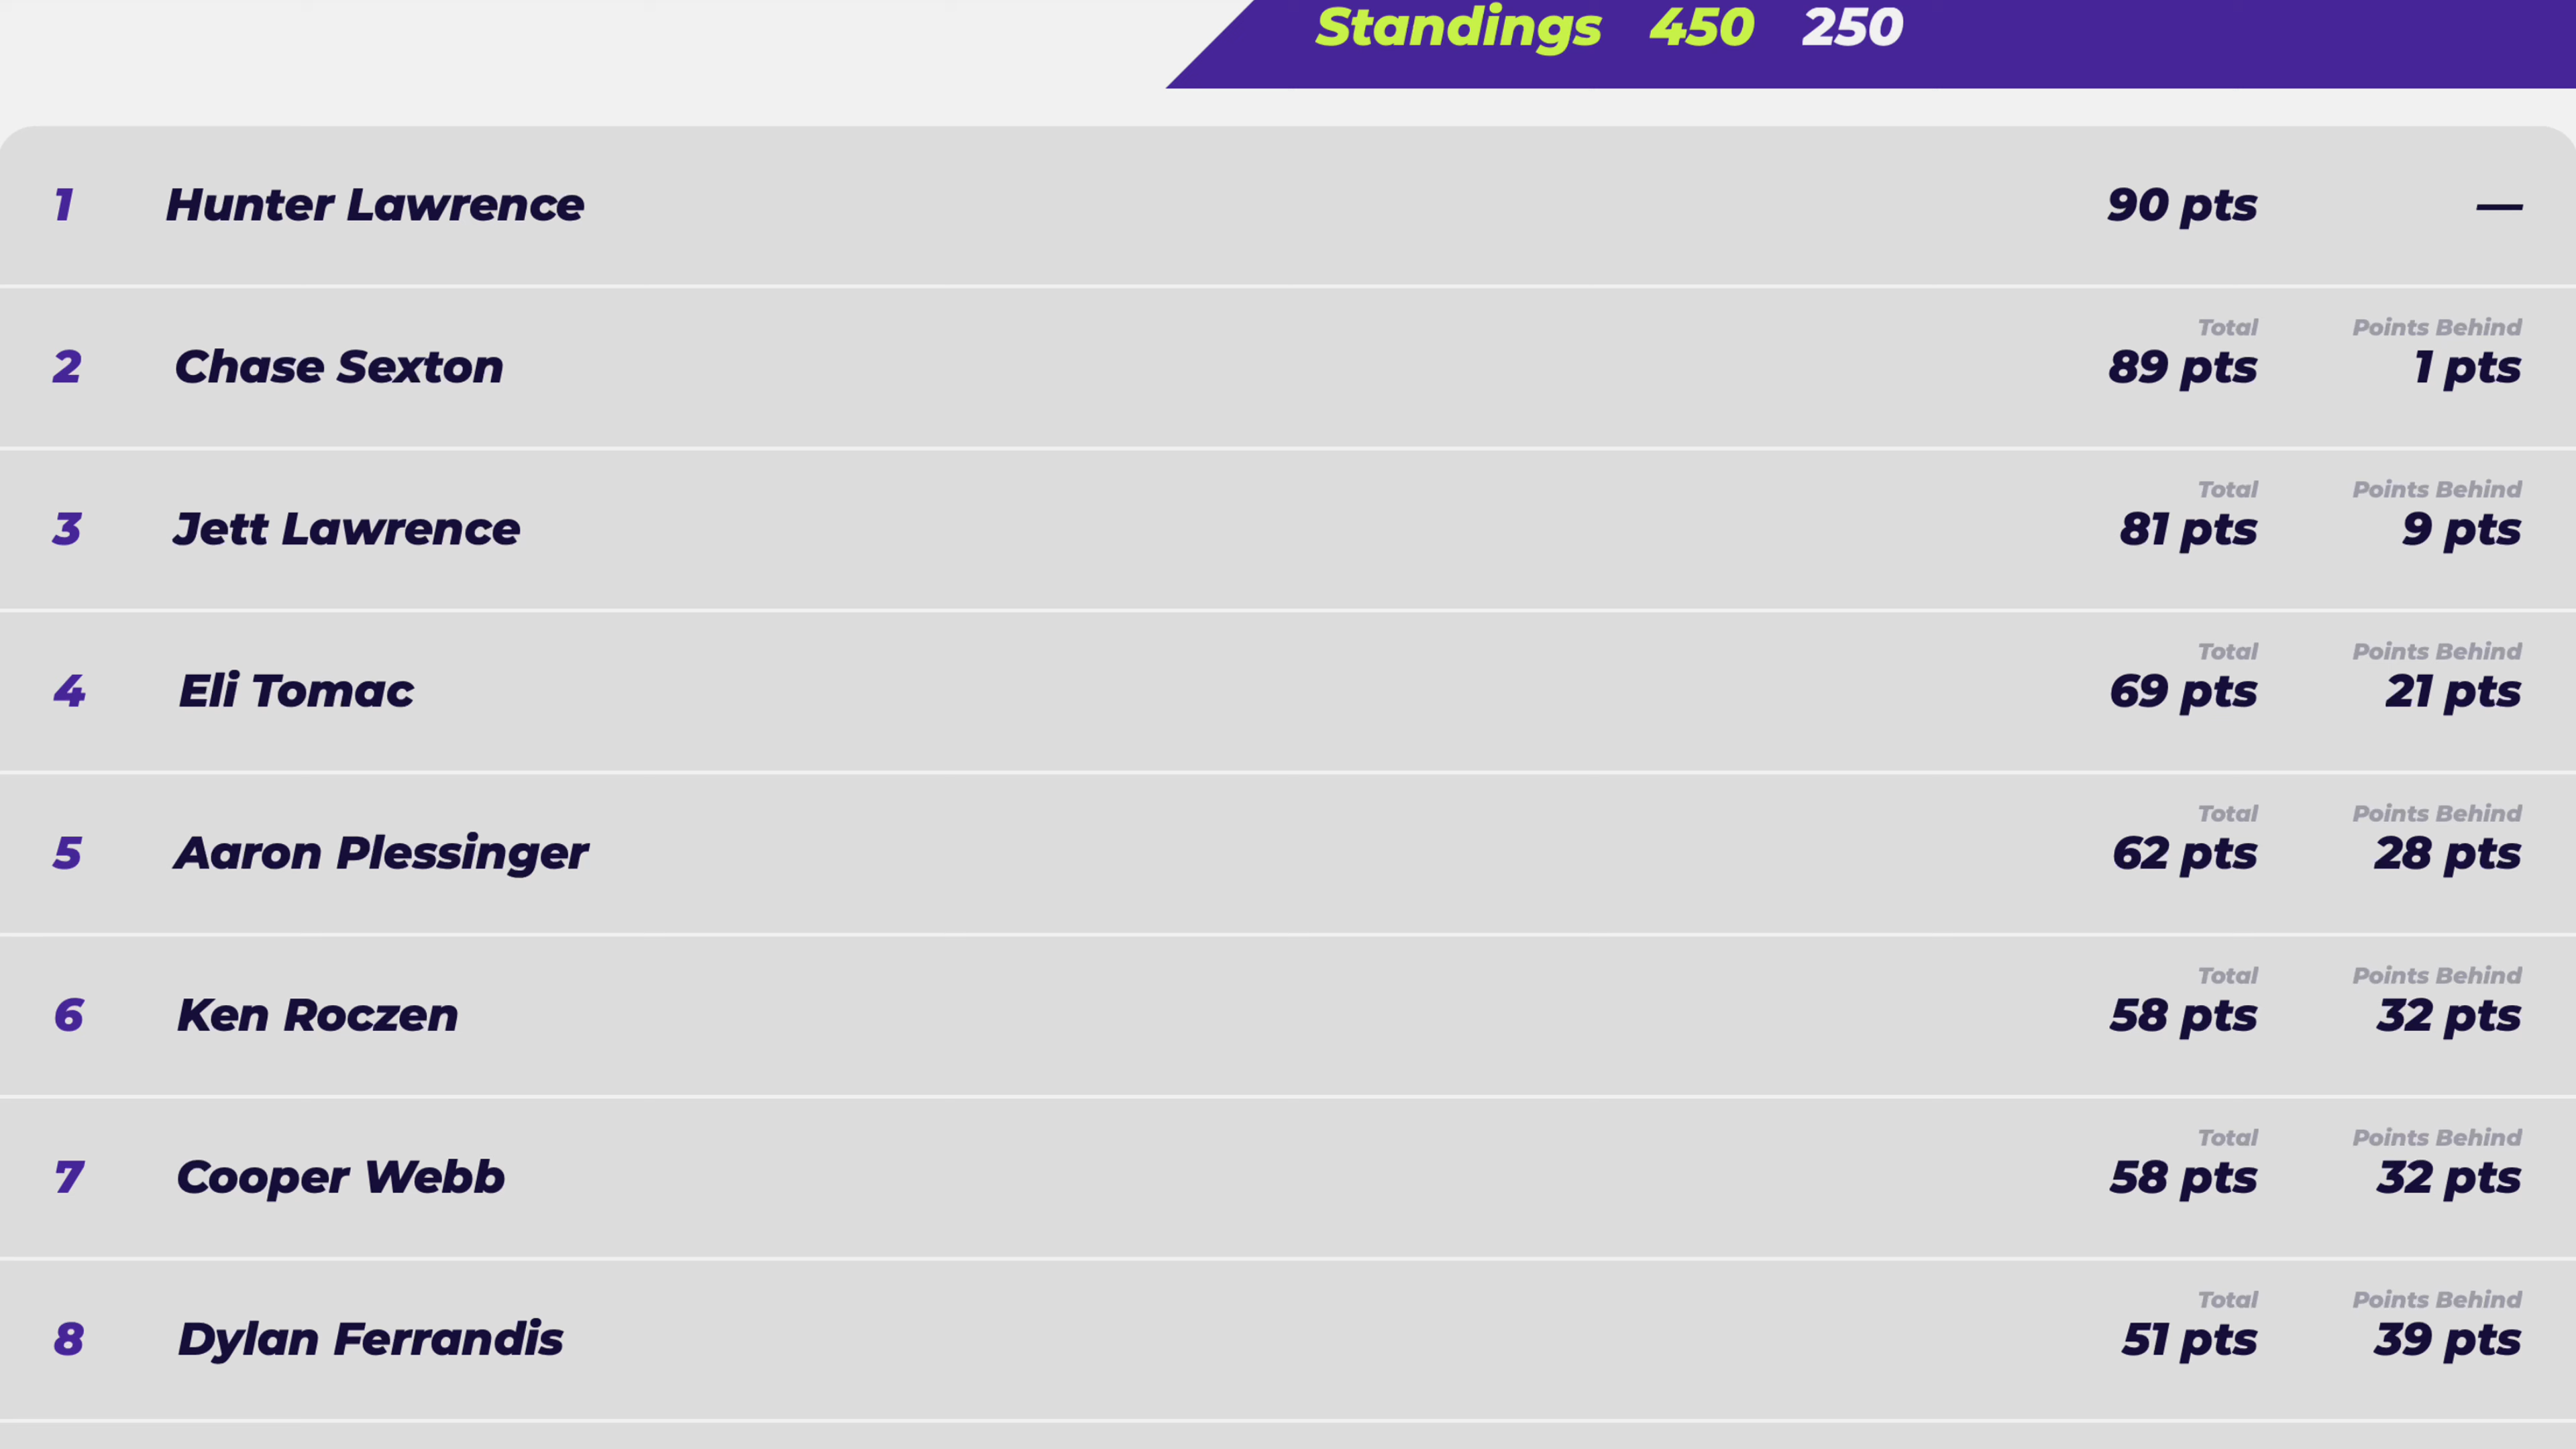 Standings 450 250
1 Hunter Lawrence 90 pts —
Total Points Behind
2 Chase Sexton 89 pts 1 pts
Total Points Behind
3 Jett Lawrence 81 pts 9 pts
Total Points Behind
4 Eli Tomac 69 pts 21 pts
Total Points Behind
5 Aaron Plessinger 62 pts 28 pts
Total Points Behind
6 Ken Roczen 58 pts 32 pts
Total Points Behind
7 Cooper Webb 58 pts 32 pts
Total Points Behind
8 Dylan Ferrandis 51 pts 39 pts